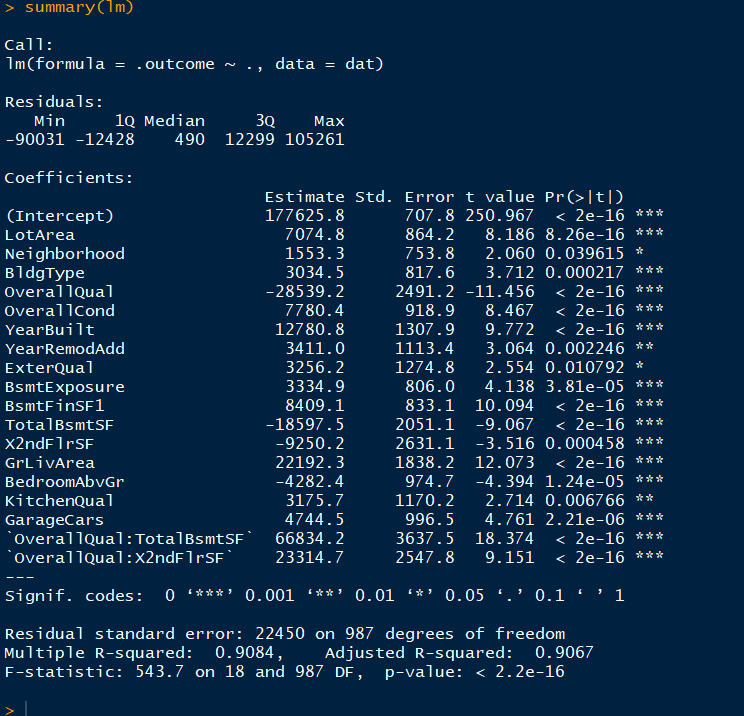 > summary(lm)
Call:
lm(formula = .outcome ~ ., data = dat)
Residuals:
   Min     1Q Median     3Q    Max
-90031 -12428    490  12299 105261
Coefficients:
                          Estimate Std. Error t value Pr(>|t|)
(Intercept)               177625.8      707.8 250.967  < 2e-16 ***
LotArea                     7074.8      864.2   8.186 8.26e-16 ***
Neighborhood                1553.3      753.8   2.060 0.039615 *
BldgType                    3034.5      817.6   3.712 0.000217 ***
OverallQual               -28539.2     2491.2 -11.456  < 2e-16 ***
OverallCond                 7780.4      918.9   8.467  < 2e-16 ***
YearBuilt                  12780.8     1307.9   9.772  < 2e-16 ***
YearRemodAdd                3411.0     1113.4   3.064 0.002246 **
ExterQual                   3256.2     1274.8   2.554 0.010792 *
BsmtExposure                3334.9      806.0   4.138 3.81e-05 ***
BsmtFinSF1                  8409.1      833.1  10.094  < 2e-16 ***
TotalBsmtSF               -18597.5     2051.1  -9.067  < 2e-16 ***
X2ndFlrSF                  -9250.2     2631.1  -3.516 0.000458 ***
GrLivArea                  22192.3     1838.2  12.073  < 2e-16 ***
BedroomAbvGr               -4282.4      974.7  -4.394 1.24e-05 ***
KitchenQual                 3175.7     1170.2   2.714 0.006766 **
GarageCars                  4744.5      996.5   4.761 2.21e-06 ***
`OverallQual:TotalBsmtSF`  66834.2     3637.5  18.374  < 2e-16 ***
`OverallQual:X2ndFlrSF`    23314.7     2547.8   9.151  < 2e-16 ***
---
Signif. codes:  0 ‘***’ 0.001 ‘**’ 0.01 ‘*’ 0.05 ‘.’ 0.1 ‘ ’ 1
Residual standard error: 22450 on 987 degrees of freedom
Multiple R-squared:  0.9084,    Adjusted R-squared:  0.9067
F-statistic: 543.7 on 18 and 987 DF,  p-value: < 2.2e-16
>